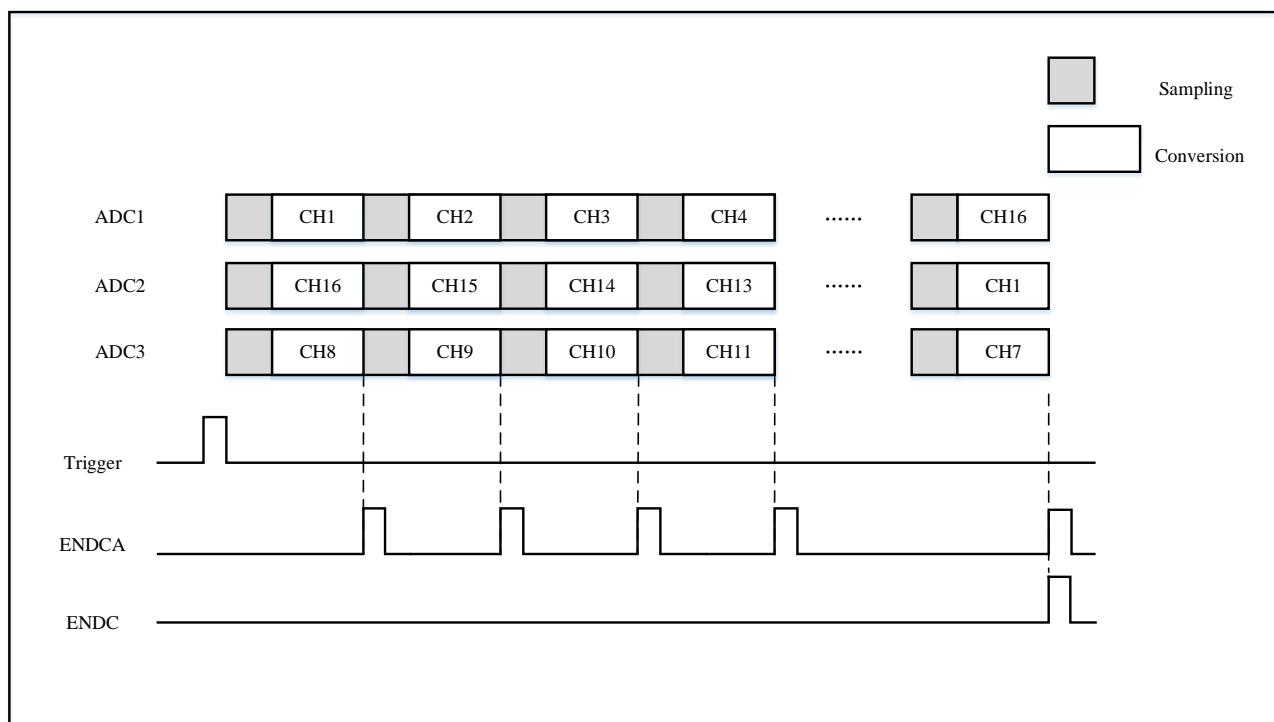 Sampling
Conversion
ADC1 CH1 CH2 CH3 CH4 ...... CH16
ADC2 CH16 CH15 CH14 CH13 ...... CH1
ADC3 CH8 CH9 CH10 CH11 ...... CH7
Trigger
ENDCA
ENDC